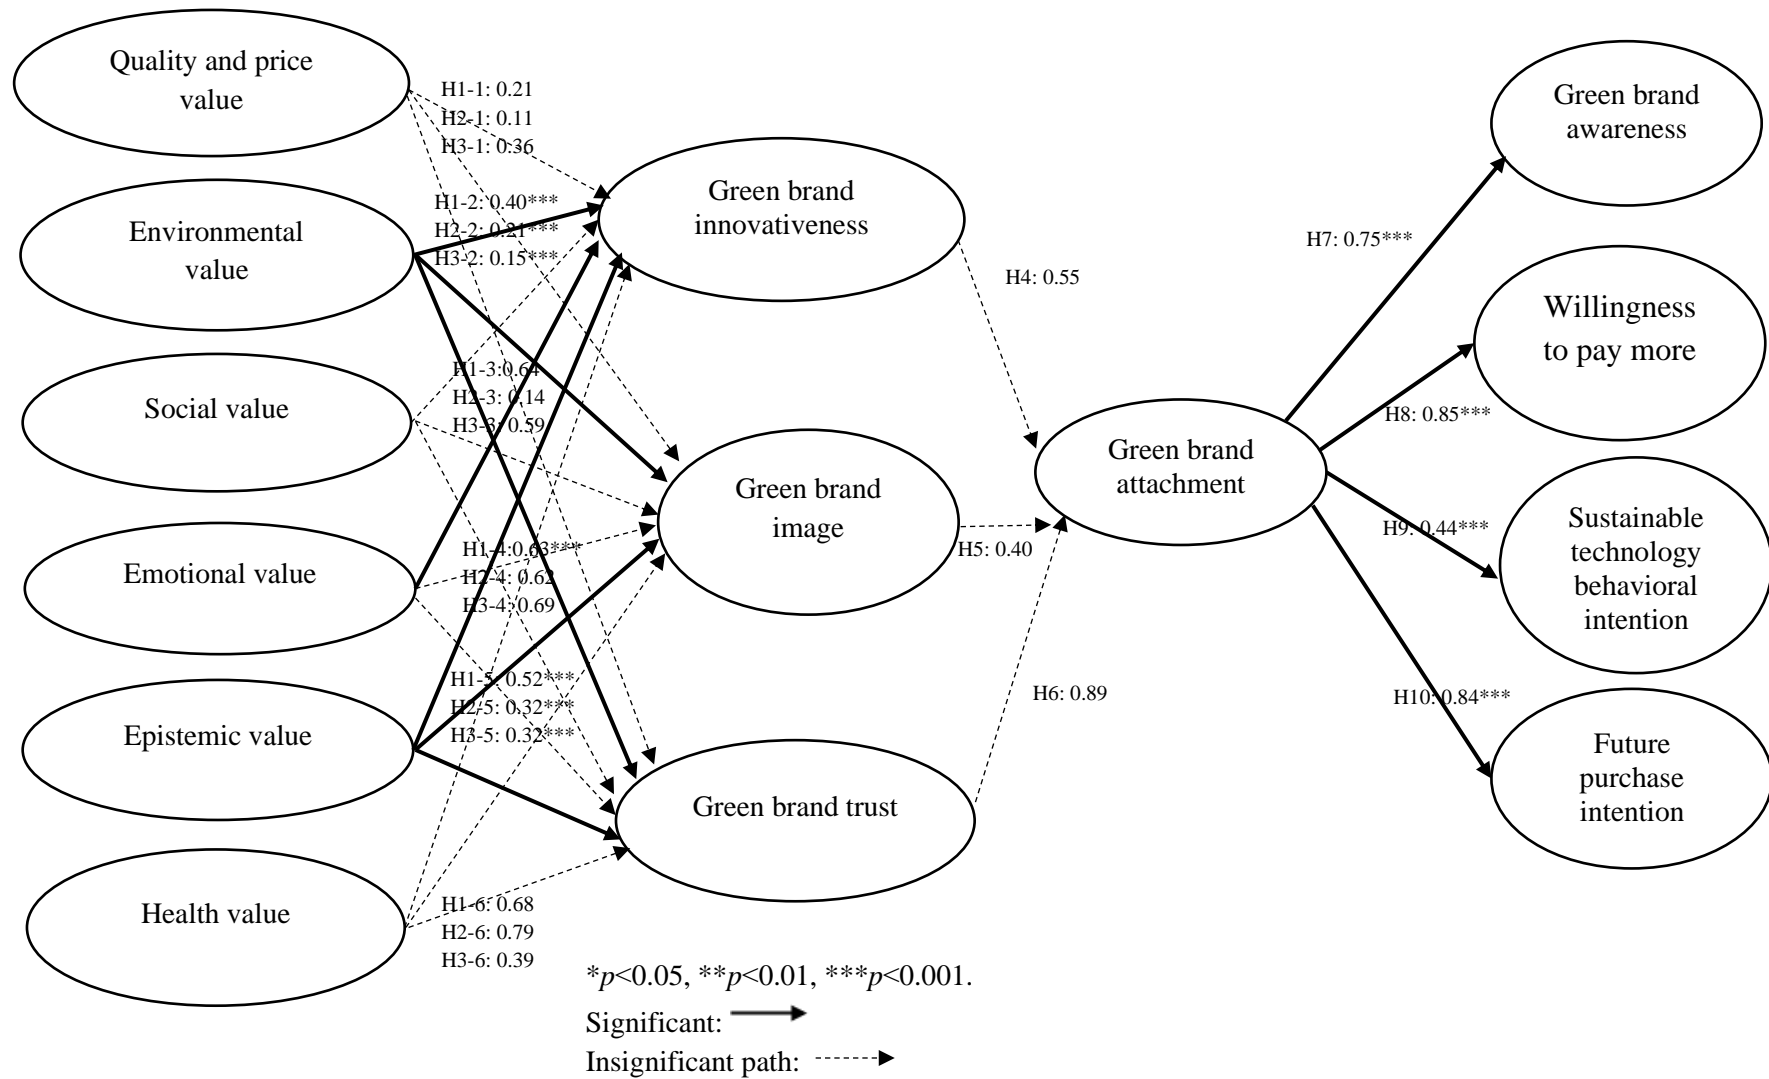 Quality and price
value
Environmental
value
Social value
Emotional value
Epistemic value
Health value
H1-1: 0.21
H2-1: 0.11
H3-1: 0.36
H1-2: 0.40***
H2-2: 0.21***
H3-2: 0.15***
H1-3:0.64
H2-3: 0.14
H3-3: 0.59
H1-4:0.63***
H2-4: 0.62
H3-4: 0.69
H1-5: 0.52***
H2-5: 0.32***
H3-5: 0.32***
H1-6: 0.68
H2-6: 0.79
H3-6: 0.39
Green brand
innovativeness
Green brand
image
Green brand trust
H4: 0.55
H5: 0.40
H6: 0.89
Green brand
attachment
H7: 0.75***
H8: 0.85***
H9: 0.44***
H10: 0.84***
Green brand
awareness
Willingness
to pay more
Sustainable
technology
behavioral
intention
Future
purchase
intention
*p<0.05, **p<0.01, ***p<0.001.
Significant:
Insignificant path: